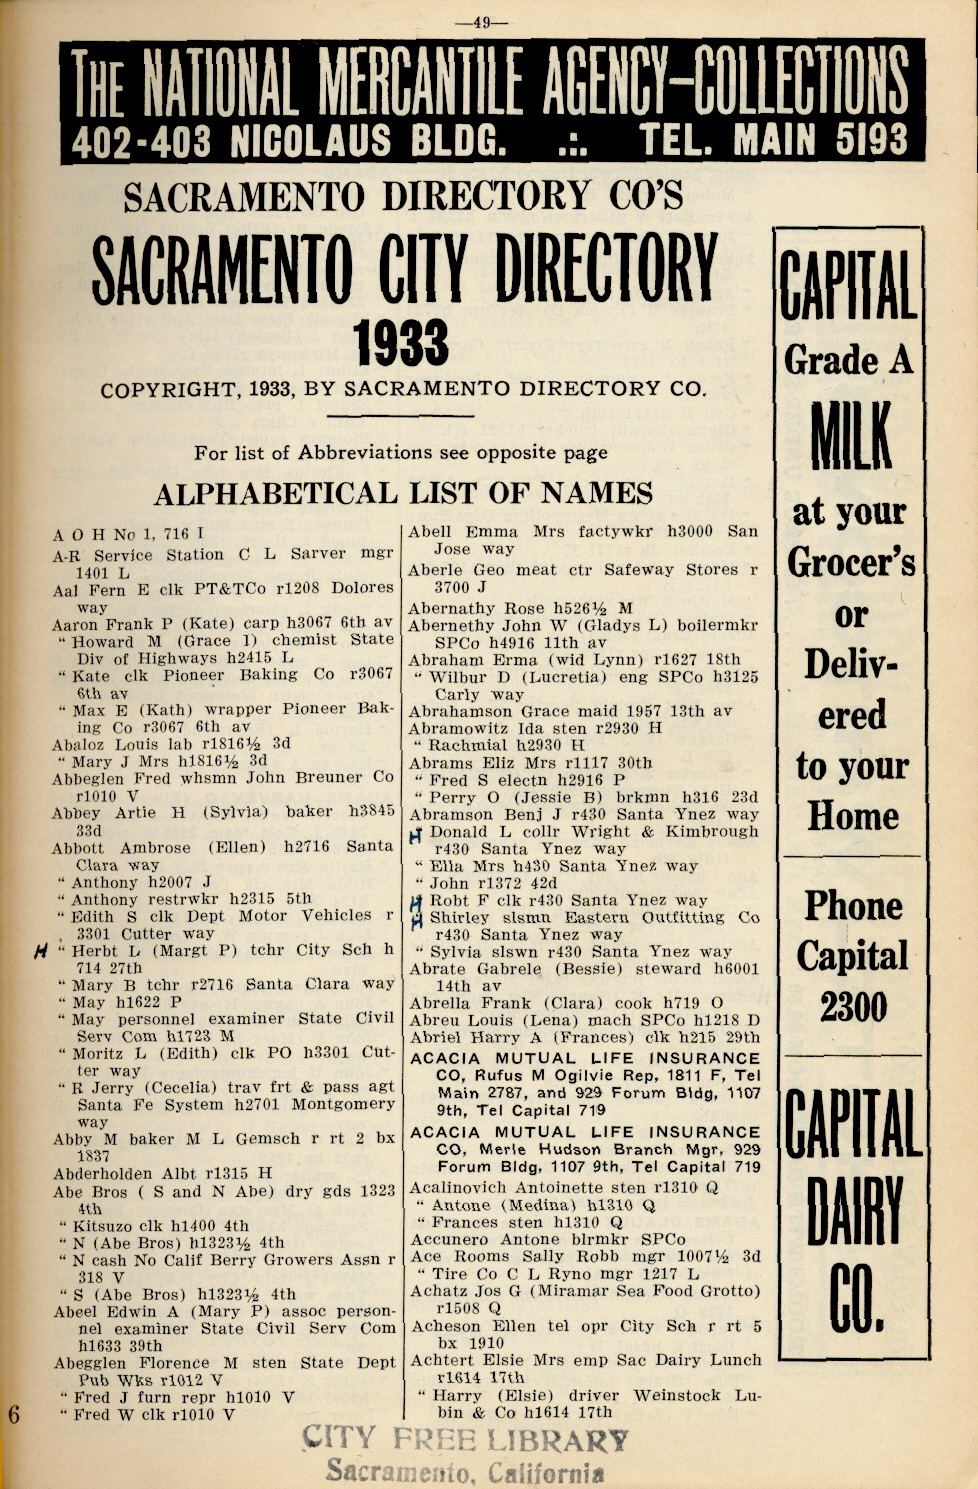 —49—
THE NATIONAL MERCANTILE AGENCY—COLLECTIONS
402-403 NICOLAUS BLDG. .:. TEL. MAIN 5193
SACRAMENTO DIRECTORY CO'S
SACRAMENTO CITY DIRECTORY
1933
COPYRIGHT, 1933, BY SACRAMENTO DIRECTORY CO.
For list of Abbreviations see opposite page
ALPHABETICAL LIST OF NAMES
A O H No 1, 716 I
A-R Service Station C L Sarver mgr
1401 L
Aal Fern E clk PT&TCo r1208 Dolores
way
Aaron Frank P (Kate) carp h3067 6th av
" Howard M (Grace I) chemist State
Div of Highways h2415 L
" Kate clk Pioneer Baking Co r3067
6th av
" Max E (Kath) wrapper Pioneer Bak-
ing Co r3067 6th av
Abaloz Louis lab r1816½ 3d
" Mary J Mrs h1816½ 3d
Abbeglen Fred whsmn John Breuner Co
r1010 V
Abbey Artie H (Sylvia) baker h3845
33d
Abbott Ambrose (Ellen) h2716 Santa
Clara way
" Anthony h2007 J
" Anthony restrwkr h2315 5th
" Edith S clk Dept Motor Vehicles r
3301 Cutter way
H " Herbt L (Margt P) tchr City Sch h
714 27th
" Mary B tchr r2716 Santa Clara way
" May h1622 P
" May personnel examiner State Civil
Serv Com h1723 M
" Moritz L (Edith) clk PO h3301 Cut-
ter way
" R Jerry (Cecelia) trav frt & pass agt
Santa Fe System h2701 Montgomery
way
Abby M baker M L Gemsch r rt 2 bx
1837
Abderholden Albt r1315 H
Abe Bros ( S and N Abe) dry gds 1323
4th
" Kitsuzo clk h1400 4th
" N (Abe Bros) h1323½ 4th
" N cash No Calif Berry Growers Assn r
318 V
" S (Abe Bros) h1323½ 4th
Abeel Edwin A (Mary P) assoc person-
nel examiner State Civil Serv Com
h1633 39th
Abegglen Florence M sten State Dept
Pub Wks r1012 V
" Fred J furn repr h1010 V
" Fred W clk r1010 V
Abell Emma Mrs factywkr h3000 San
Jose way
Aberle Geo meat ctr Safeway Stores r
3700 J
Abernathy Rose h526½ M
Abernethy John W (Gladys L) boilermkr
SPCo h4916 11th av
Abraham Erma (wid Lynn) r1627 18th
" Wilbur D (Lucretia) eng SPCo h3125
Carly way
Abrahamson Grace maid 1957 13th av
Abramowitz Ida sten r2930 H
" Rachmial h2930 H
Abrams Eliz Mrs r1117 30th
" Fred S electn h2916 P
" Perry O (Jessie B) brkmn h316 23d
Abramson Benj J r430 Santa Ynez way
H Donald L collr Wright & Kimbrough
r430 Santa Ynez way
" Ella Mrs h430 Santa Ynez way
" John r1372 42d
H Robt F clk r430 Santa Ynez way
H Shirley slsmn Eastern Outfitting Co
r430 Santa Ynez way
" Sylvia slswn r430 Santa Ynez way
Abrate Gabrele (Bessie) steward h6001
14th av
Abrella Frank (Clara) cook h719 O
Abreu Louis (Lena) mach SPCo h1218 D
Abriel Harry A (Frances) clk h215 29th
ACACIA MUTUAL LIFE INSURANCE
CO, Rufus M Ogilvie Rep, 1811 F, Tel
Main 2787, and 929 Forum Bldg, 1107
9th, Tel Capital 719
ACACIA MUTUAL LIFE INSURANCE
CO, Merle Hudson Branch Mgr, 929
Forum Bldg, 1107 9th, Tel Capital 719
Acalinovich Antoinette sten r1310 Q
" Antone (Medina) h1310 Q
" Frances sten h1310 Q
Accunero Antone blrmkr SPCo
Ace Rooms Sally Robb mgr 1007½ 3d
" Tire Co C L Ryno mgr 1217 L
Achatz Jos G (Miramar Sea Food Grotto)
r1508 Q
Acheson Ellen tel opr City Sch r rt 5
bx 1910
Achtert Elsie Mrs emp Sac Dairy Lunch
r1614 17th
" Harry (Elsie) driver Weinstock Lu-
bin & Co h1614 17th
CAPITAL
Grade A
MILK
at your
Grocer's
or
Deliv-
ered
to your
Home
Phone
Capital
2300
CAPITAL
DAIRY
CO.
6
CITY FREE LIBRARY
Sacramento, California